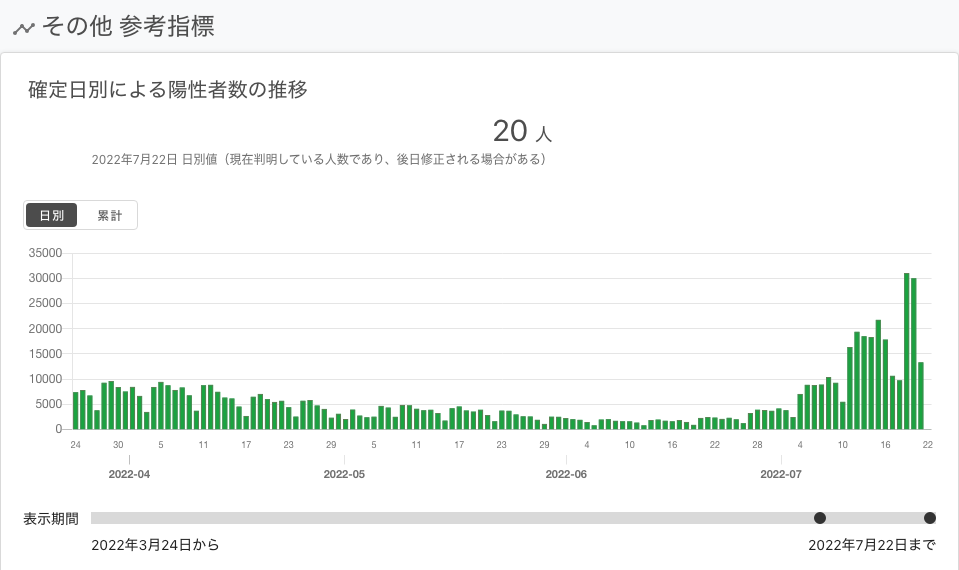 その他 参考指標
確定日別による陽性者数の推移
20 人
2022年7月22日 日別値（現在判明している人数であり、後日修正される場合がある）
日別 累計
35000
30000
25000
20000
15000
10000
5000
0
24 30 5 11 17 23 29 5 11 17 23 29 4 10 16 22 28 4 10 16 22
2022-04 2022-05 2022-06 2022-07
表示期間
2022年3月24日から 2022年7月22日まで